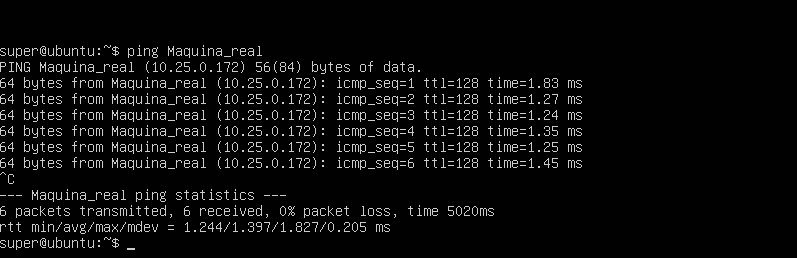 super@ubuntu:~$ ping Maquina_real
PING Maquina_real (10.25.0.172) 56(84) bytes of data.
64 bytes from Maquina_real (10.25.0.172): icmp_seq=1 ttl=128 time=1.83 ms
64 bytes from Maquina_real (10.25.0.172): icmp_seq=2 ttl=128 time=1.27 ms
64 bytes from Maquina_real (10.25.0.172): icmp_seq=3 ttl=128 time=1.24 ms
64 bytes from Maquina_real (10.25.0.172): icmp_seq=4 ttl=128 time=1.35 ms
64 bytes from Maquina_real (10.25.0.172): icmp_seq=5 ttl=128 time=1.25 ms
64 bytes from Maquina_real (10.25.0.172): icmp_seq=6 ttl=128 time=1.45 ms
^C
--- Maquina_real ping statistics ---
6 packets transmitted, 6 received, 0% packet loss, time 5020ms
rtt min/avg/max/mdev = 1.244/1.397/1.827/0.205 ms
super@ubuntu:~$ _